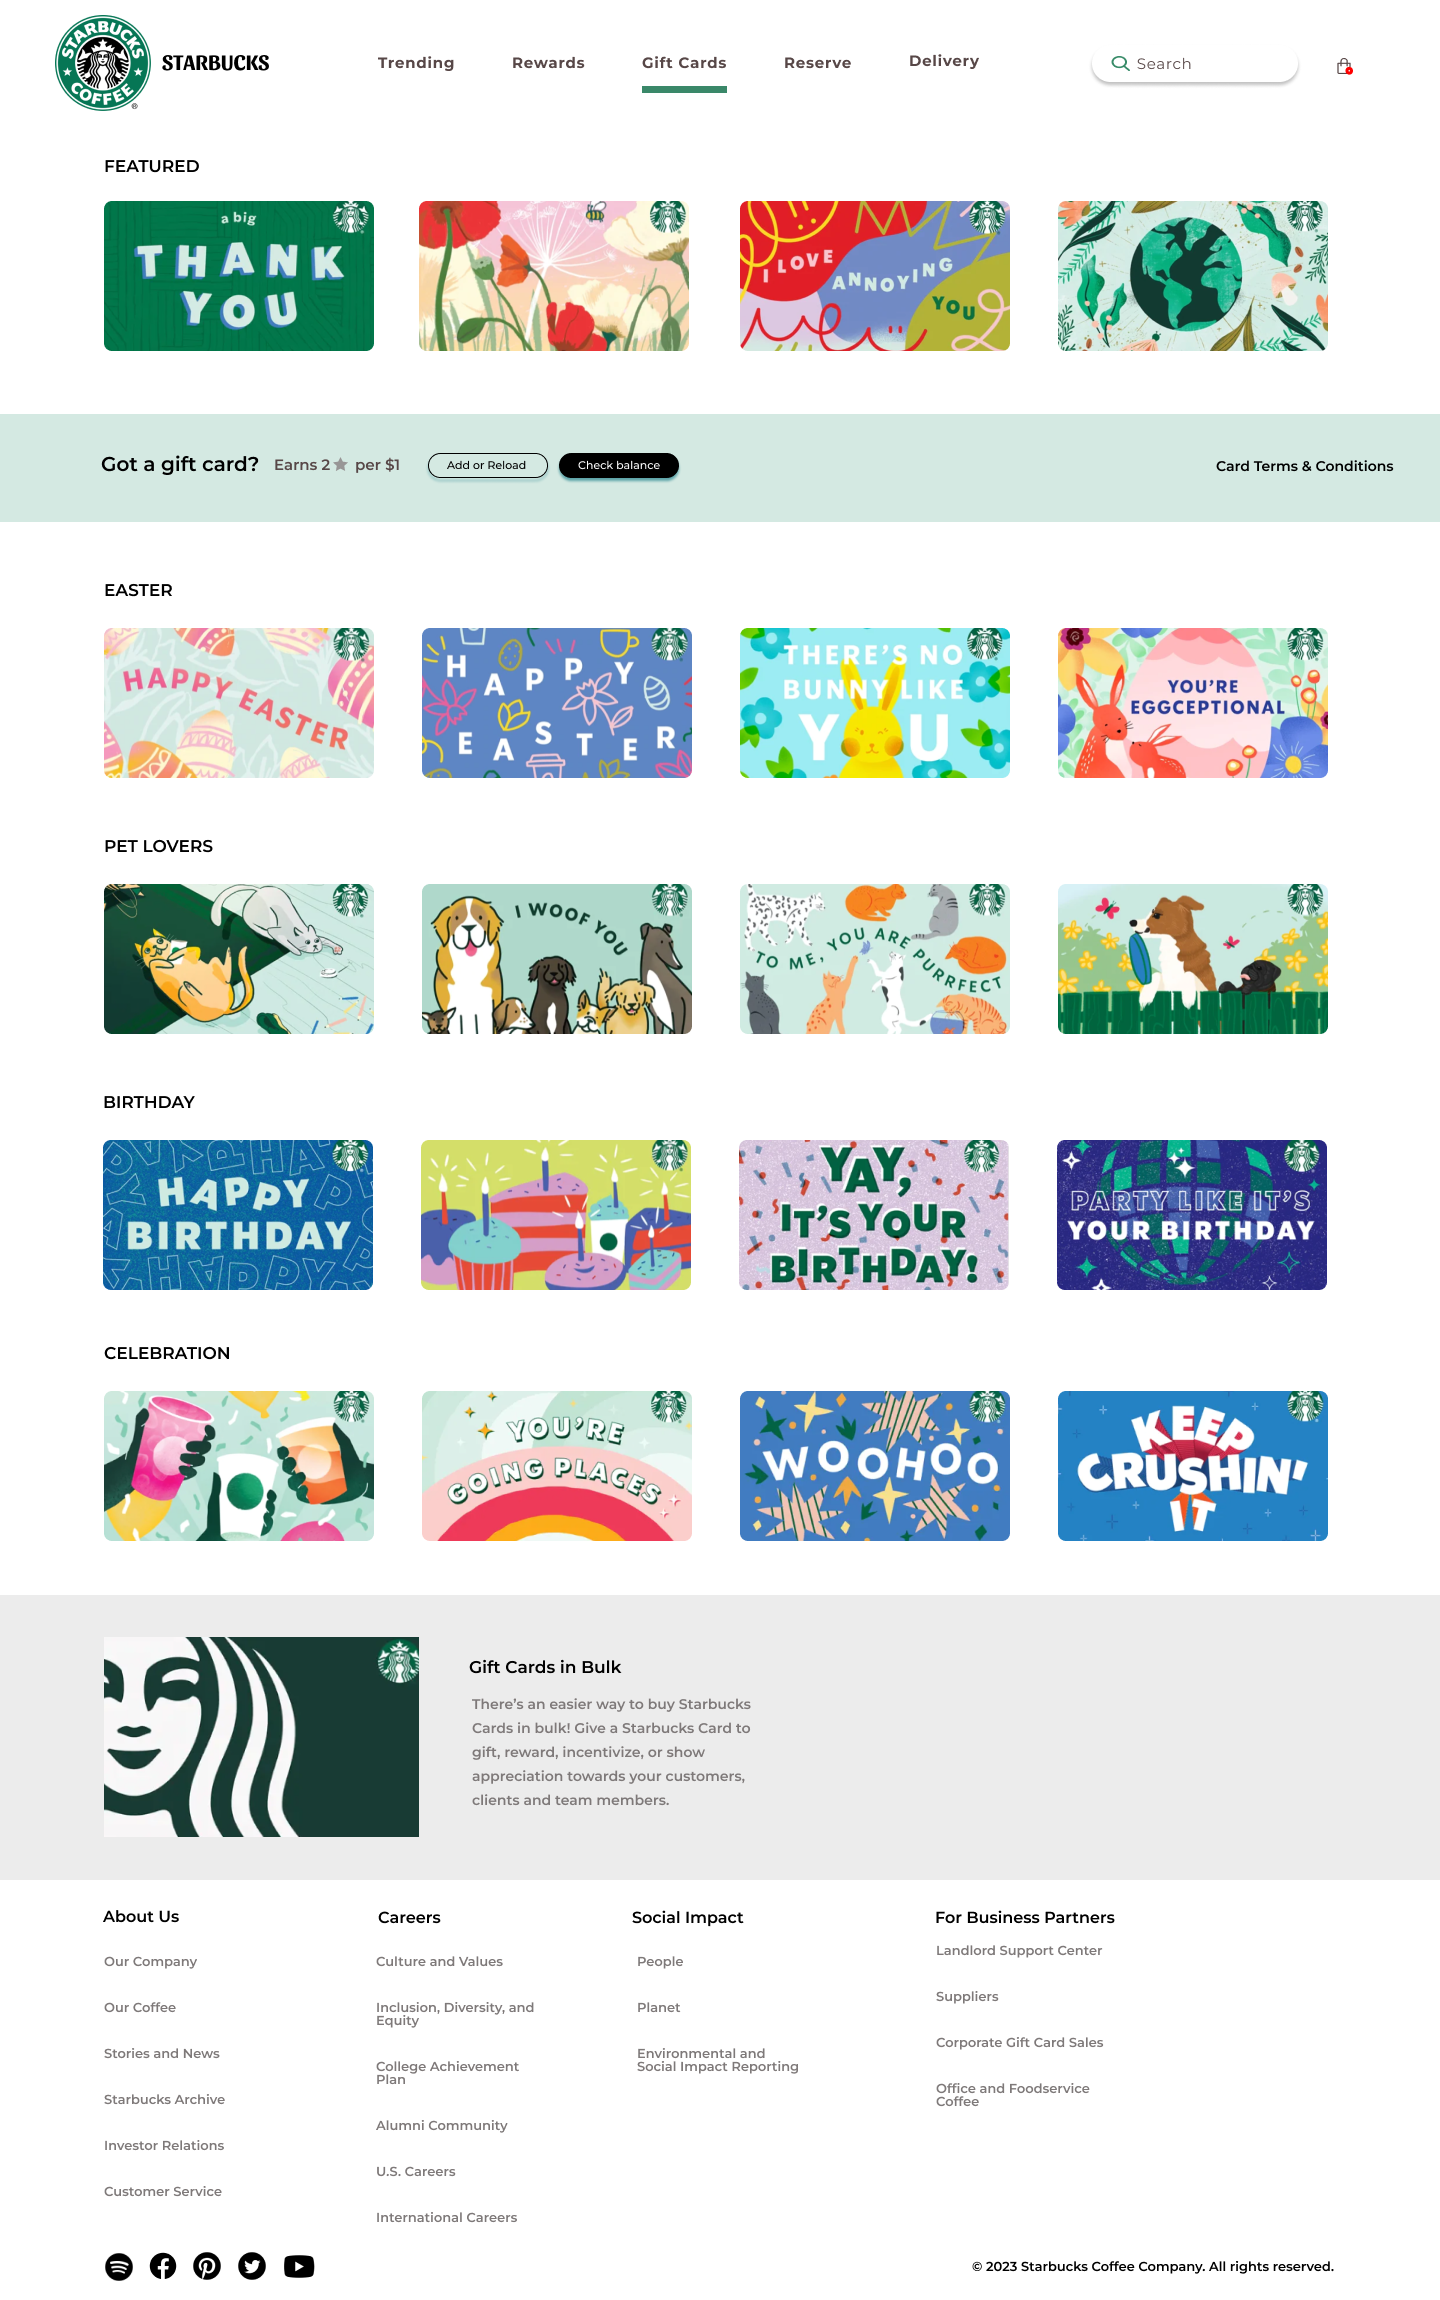 STARBUCKS
COFFEE
®
STARBUCKS
Trending
Rewards
Gift Cards
Reserve
Delivery
Search
FEATURED
a big
THANK
YOU
I LOVE
ANNOYING
YOU
Got a gift card?
Earns 2 ★ per $1
Add or Reload
Check balance
Card Terms & Conditions
EASTER
HAPPY EASTER
HAPPY
EASTER
THERE'S NO
BUNNY LIKE
YOU
YOU'RE
EGGCEPTIONAL
PET LOVERS
I WOOF YOU
TO ME, YOU ARE
PURRFECT
BIRTHDAY
HAPPY
BIRTHDAY
YAY,
IT'S YOUR
BIRTHDAY!
PARTY LIKE IT'S
YOUR BIRTHDAY
CELEBRATION
YOU'RE
GOING PLACES
WOOHOO
KEEP
CRUSHIN'
IT
Gift Cards in Bulk
There's an easier way to buy Starbucks
Cards in bulk! Give a Starbucks Card to
gift, reward, incentivize, or show
appreciation towards your customers,
clients and team members.
About Us
Our Company
Our Coffee
Stories and News
Starbucks Archive
Investor Relations
Customer Service
Careers
Culture and Values
Inclusion, Diversity, and
Equity
College Achievement
Plan
Alumni Community
U.S. Careers
International Careers
Social Impact
People
Planet
Environmental and
Social Impact Reporting
For Business Partners
Landlord Support Center
Suppliers
Corporate Gift Card Sales
Office and Foodservice
Coffee
© 2023 Starbucks Coffee Company. All rights reserved.